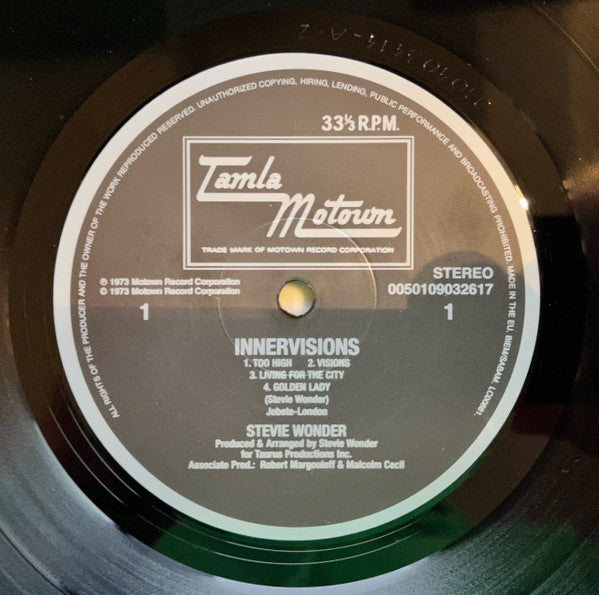 ALL RIGHTS OF THE PRODUCER AND THE OWNER OF THE WORK REPRODUCED RESERVED. UNAUTHORIZED COPYING, HIRING, LENDING, PUBLIC PERFORMANCE AND BROADCASTING PROHIBITED. MADE IN THE EU. BIEM/SABAM. LC00881.
33⅓ R.P.M.
Tamla
Motown
TRADE MARK OF MOTOWN RECORD CORPORATION
℗ 1973 Motown Record Corporation
© 1973 Motown Record Corporation
STEREO
0050109032617
1
1
INNERVISIONS
1. TOO HIGH 2. VISIONS
3. LIVING FOR THE CITY
4. GOLDEN LADY
(Stevie Wonder)
Jobete-London
STEVIE WONDER
Produced & Arranged by Stevie Wonder
for Taurus Productions Inc.
Associate Prod.: Robert Margouleff & Malcolm Cecil